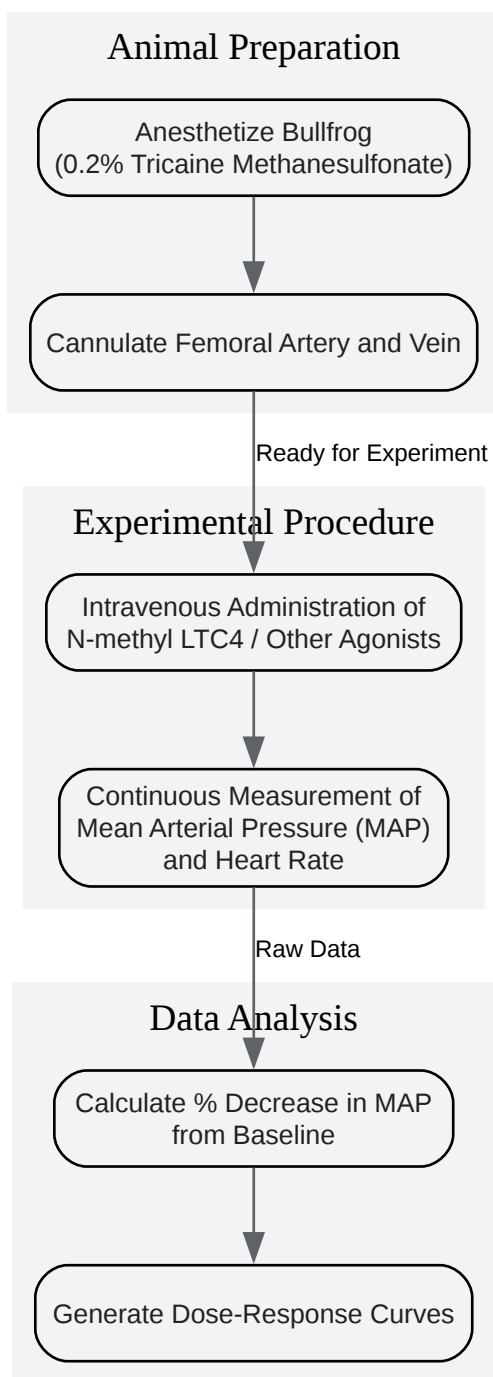 Animal Preparation
Anesthetize Bullfrog
(0.2% Tricaine Methanesulfonate)
Cannulate Femoral Artery and Vein
Ready for Experiment
Experimental Procedure
Intravenous Administration of
N-methyl LTC4 / Other Agonists
Continuous Measurement of
Mean Arterial Pressure (MAP)
and Heart Rate
Raw Data
Data Analysis
Calculate % Decrease in MAP
from Baseline
Generate Dose-Response Curves